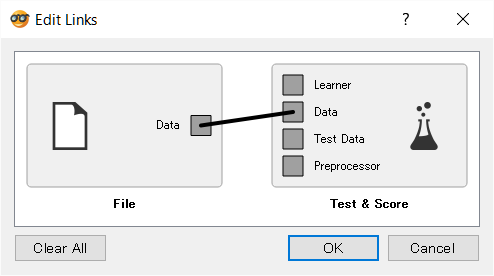 Edit Links
?
Learner
Data
Data
Test Data
Preprocessor
File
Test & Score
Clear All
OK
Cancel